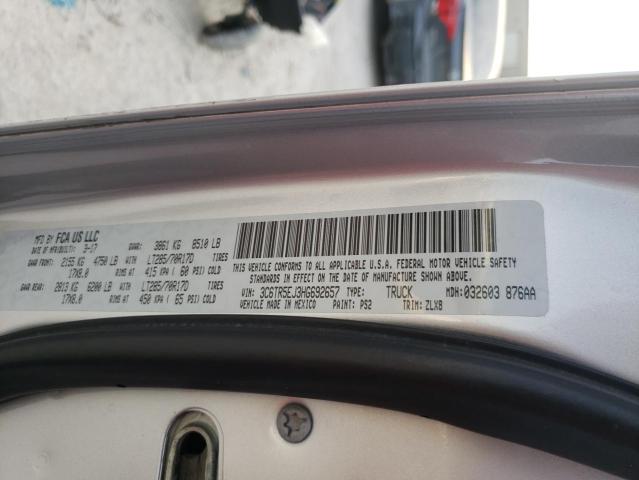 MFD BY FCA US LLC
DATE OF MFR(BUILT): 3-17 GVWR: 3861 KG 8510 LB
GAWR FRONT: 2155 KG 4750 LB WITH LT285/70R17D TIRES
17X8.0 RIMS AT 415 KPA ( 60 PSI) COLD
GAWR REAR: 2813 KG 6200 LB WITH LT285/70R17D TIRES
17X8.0 RIMS AT 450 KPA ( 65 PSI) COLD
THIS VEHICLE CONFORMS TO ALL APPLICABLE U.S.A. FEDERAL MOTOR VEHICLE SAFETY
STANDARDS IN EFFECT ON THE DATE OF MANUFACTURE SHOWN ABOVE.
VIN: 3C6TR5EJ3HG692657 TYPE: TRUCK MDH: 032603 876AA
VEHICLE MADE IN MEXICO PAINT: PS2 TRIM: ZLX8